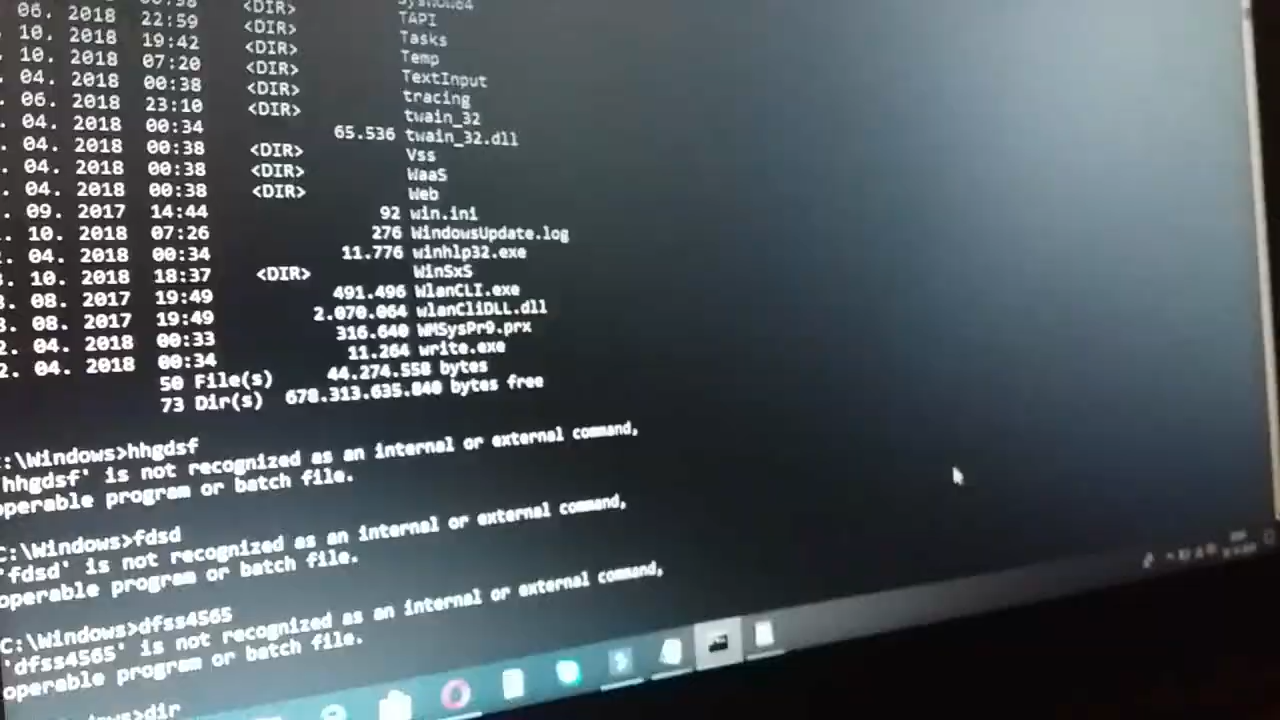 06. 2018 22:59 <DIR> TAPI
10. 2018 19:42 <DIR> Tasks
10. 2018 07:20 <DIR> Temp
04. 2018 00:38 <DIR> TextInput
06. 2018 23:10 <DIR> tracing
. 04. 2018 00:34 <DIR> twain_32
. 04. 2018 00:38 65.536 twain_32.dll
. 04. 2018 00:38 <DIR> Vss
. 04. 2018 00:38 <DIR> WaaS
. 09. 2017 14:44 <DIR> Web
. 10. 2018 07:26 92 win.ini
. 04. 2018 00:34 276 WindowsUpdate.log
. 10. 2018 18:37 11.776 winhlp32.exe
. 08. 2017 19:49 <DIR> WinSxS
. 08. 2017 19:49 491.496 WlanCLI.exe
2. 04. 2018 00:33 2.070.064 wlanCliDLL.dll
2. 04. 2018 00:34 316.640 WMSysPr9.prx
11.264 write.exe
50 File(s) 44.274.558 bytes
73 Dir(s) 678.313.635.840 bytes free
C:\Windows>hhgdsf
'hhgdsf' is not recognized as an internal or external command,
operable program or batch file.
C:\Windows>fdsd
'fdsd' is not recognized as an internal or external command,
operable program or batch file.
C:\Windows>dfss4565
'dfss4565' is not recognized as an internal or external command,
operable program or batch file.
ndows>dir